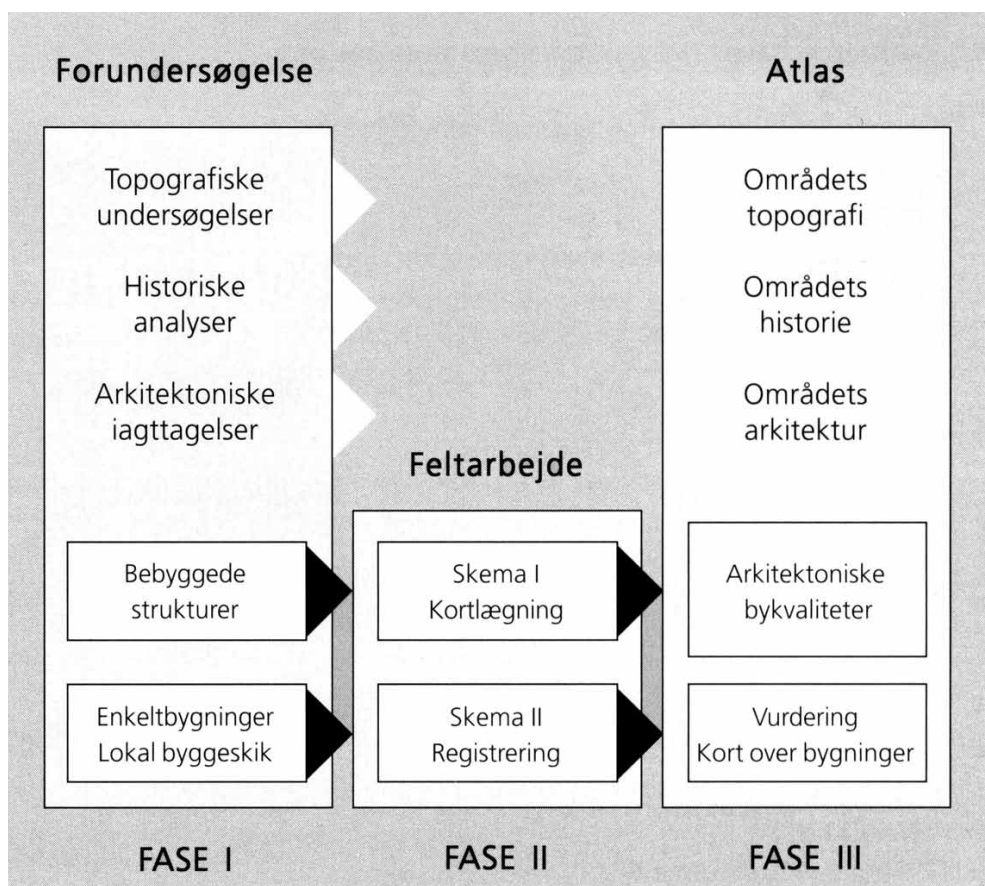 Forundersøgelse
Topografiske
undersøgelser
Historiske
analyser
Arkitektoniske
iagttagelser
Bebyggede
strukturer
Enkeltbygninger
Lokal byggeskik
FASE I
Feltarbejde
Skema I
Kortlægning
Skema II
Registrering
FASE II
Atlas
Områdets
topografi
Områdets
historie
Områdets
arkitektur
Arkitektoniske
bykvaliteter
Vurdering
Kort over bygninger
FASE III